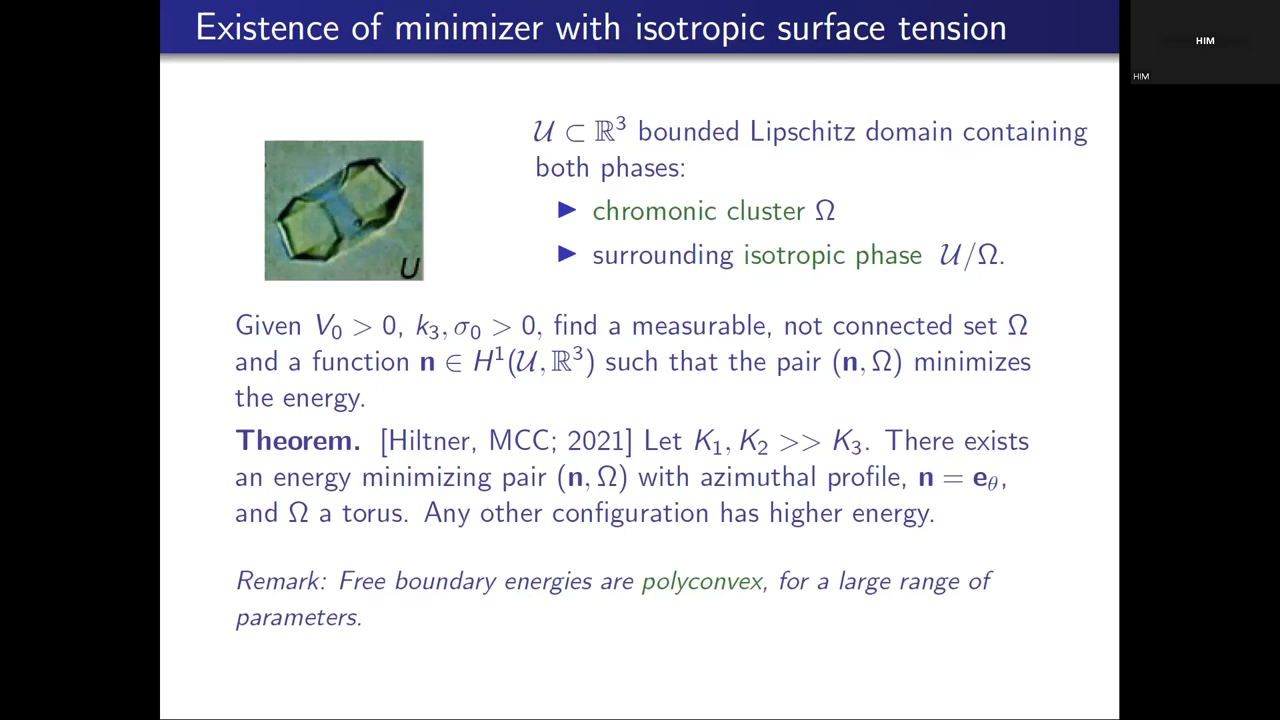 Existence of minimizer with isotropic surface tension
HIM
HIM
U
𝒰 ⊂ ℝ³ bounded Lipschitz domain containing
both phases:
▶ chromonic cluster Ω
▶ surrounding isotropic phase 𝒰/Ω.
Given V₀ > 0, k₃, σ₀ > 0, find a measurable, not connected set Ω
and a function n ∈ H¹(𝒰, ℝ³) such that the pair (n, Ω) minimizes
the energy.
Theorem. [Hiltner, MCC; 2021] Let K₁, K₂ >> K₃. There exists
an energy minimizing pair (n, Ω) with azimuthal profile, n = e_θ,
and Ω a torus. Any other configuration has higher energy.
Remark: Free boundary energies are polyconvex, for a large range of
parameters.